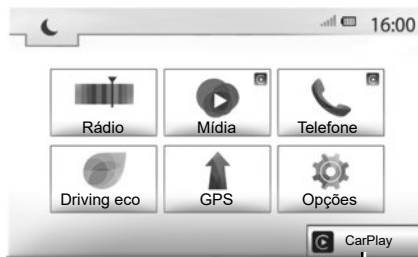 16:00
Rádio
Mídia
Telefone
Driving eco
GPS
Opções
CarPlay